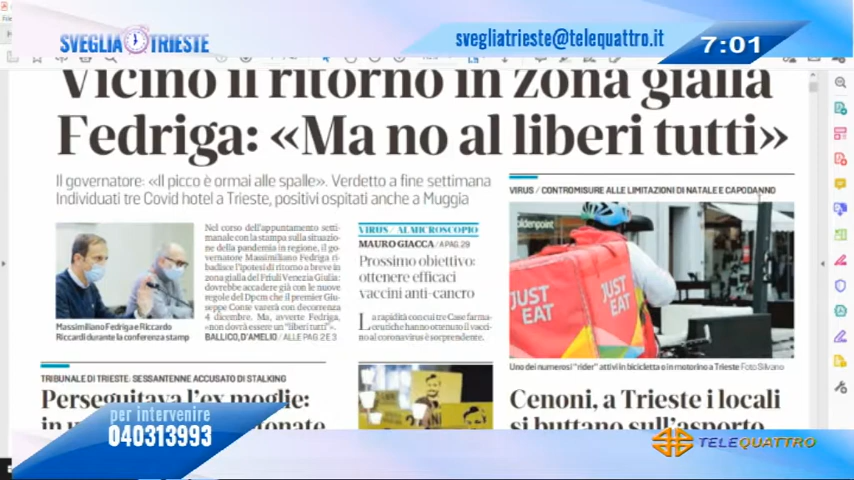 SVEGLIA TRIESTE
svegliatrieste@telequattro.it
7:01
Vicino il ritorno in zona gialla
Fedriga: «Ma no al liberi tutti»
Il governatore: «Il picco è ormai alle spalle». Verdetto a fine settimana
Individuati tre Covid hotel a Trieste, positivi ospitati anche a Muggia
Massimiliano Fedriga e Riccardo
Riccardi durante la conferenza stamp
Nel corso dell'appuntamento setti-
manale con la stampa sulla situazio-
ne della pandemia in regione, il go-
vernatore Massimiliano Fedriga ri-
badisce l'ipotesi di ritorno a breve in
zona gialla del Friuli Venezia Giulia:
dovrebbe accadere già con le nuove
regole del Dpcm che il premier Giu-
seppe Conte varerà con decorrenza
4 dicembre. Ma, avverte Fedriga,
«non dovrà essere un "liberi tutti"».
BALLICO, D'AMELIO / ALLE PAG. 2 E 3
VIRUS / AL MICROSCOPIO
MAURO GIACCA / A PAG. 29
Prossimo obiettivo:
ottenere efficaci
vaccini anti-cancro
La rapidità con cui tre Case farma-
ceutiche hanno ottenuto il vacci-
no al coronavirus è sorprendente.
VIRUS / CONTROMISURE ALLE LIMITAZIONI DI NATALE E CAPODANNO
oldenpoint
JUST
EAT
JUST
EAT
Uno dei numerosi "rider" attivi in bicicletta o in motorino a Trieste Foto Silvano
TRIBUNALE DI TRIESTE: SESSANTENNE ACCUSATO DI STALKING
Perseguitava l'ex moglie:
Cenoni, a Trieste i locali
si buttano sull'asporto
per intervenire
040313993
TELEQUATTRO